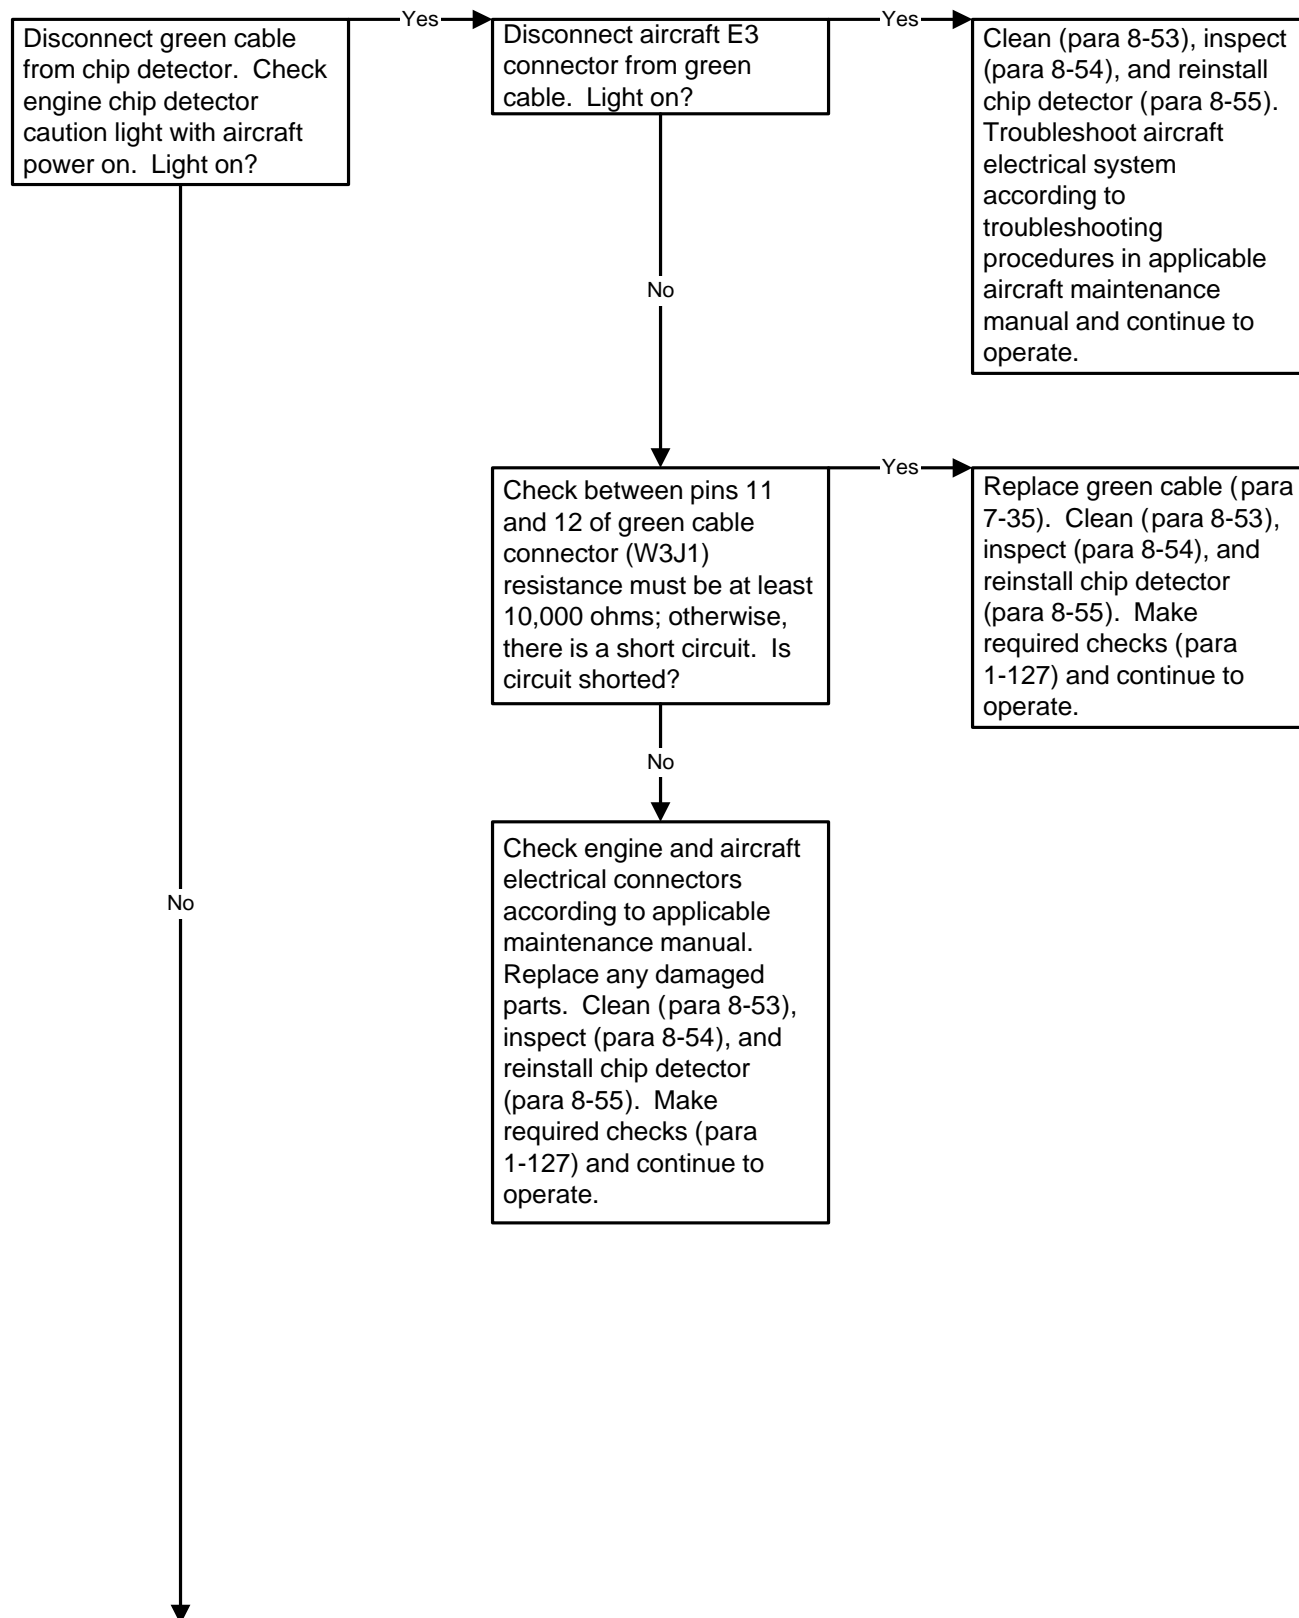 Disconnect green cable
from chip detector.  Check
engine chip detector
caution light with aircraft
power on.  Light on?
Yes
Disconnect aircraft E3
connector from green
cable.  Light on?
Yes
Clean (para 8-53), inspect
(para 8-54), and reinstall
chip detector (para 8-55).
Troubleshoot aircraft
electrical system
according to
troubleshooting
procedures in applicable
aircraft maintenance
manual and continue to
operate.
No
Check between pins 11
and 12 of green cable
connector (W3J1)
resistance must be at least
10,000 ohms; otherwise,
there is a short circuit.  Is
circuit shorted?
Yes
Replace green cable (para
7-35).  Clean (para 8-53),
inspect (para 8-54), and
reinstall chip detector
(para 8-55).  Make
required checks (para
1-127) and continue to
operate.
No
Check engine and aircraft
electrical connectors
according to applicable
maintenance manual.
Replace any damaged
parts.  Clean (para 8-53),
inspect (para 8-54), and
reinstall chip detector
(para 8-55).  Make
required checks (para
1-127) and continue to
operate.
No